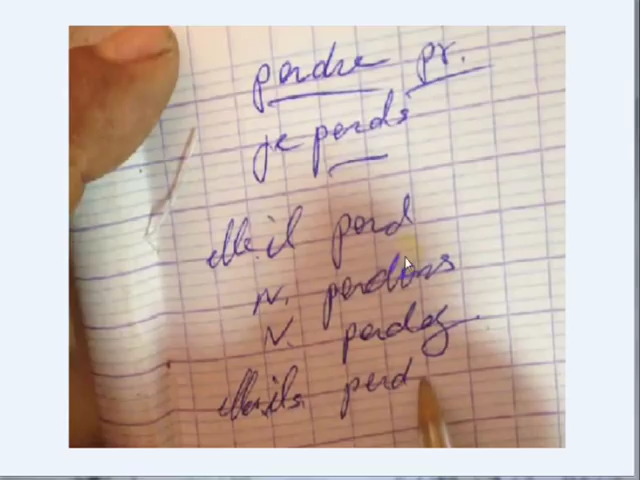 perdre pr.
je perds
elle.il perd
N. perdons
V. perdez
elles.ils perd